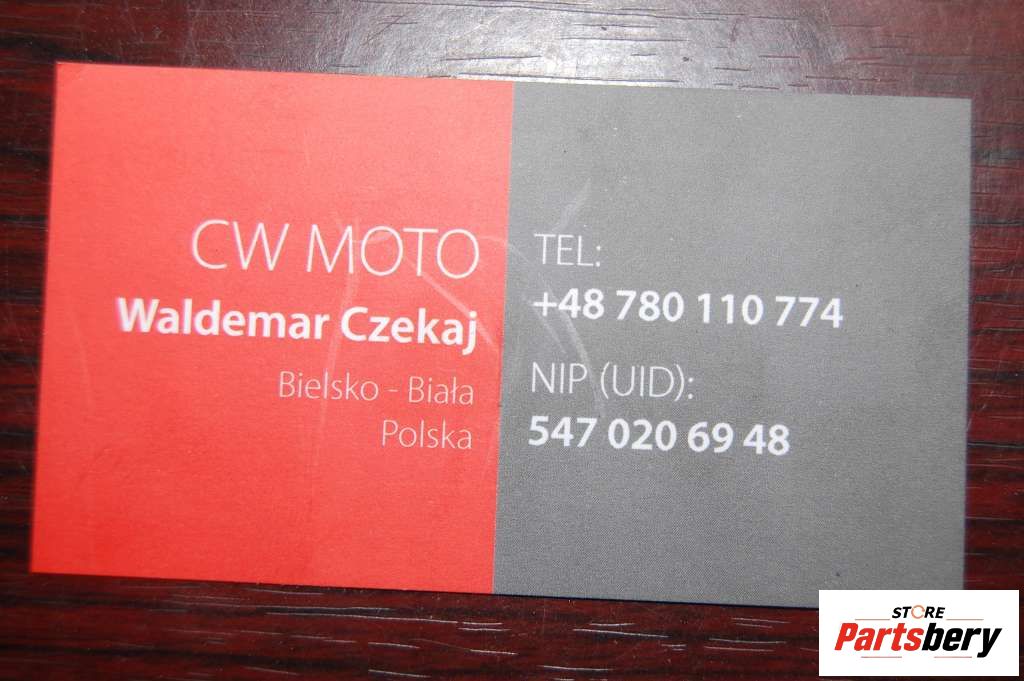 CW MOTO
Waldemar Czekaj
Bielsko - Biała
Polska
TEL:
+48 780 110 774
NIP (UID):
547 020 69 48
STORE
Partsbery